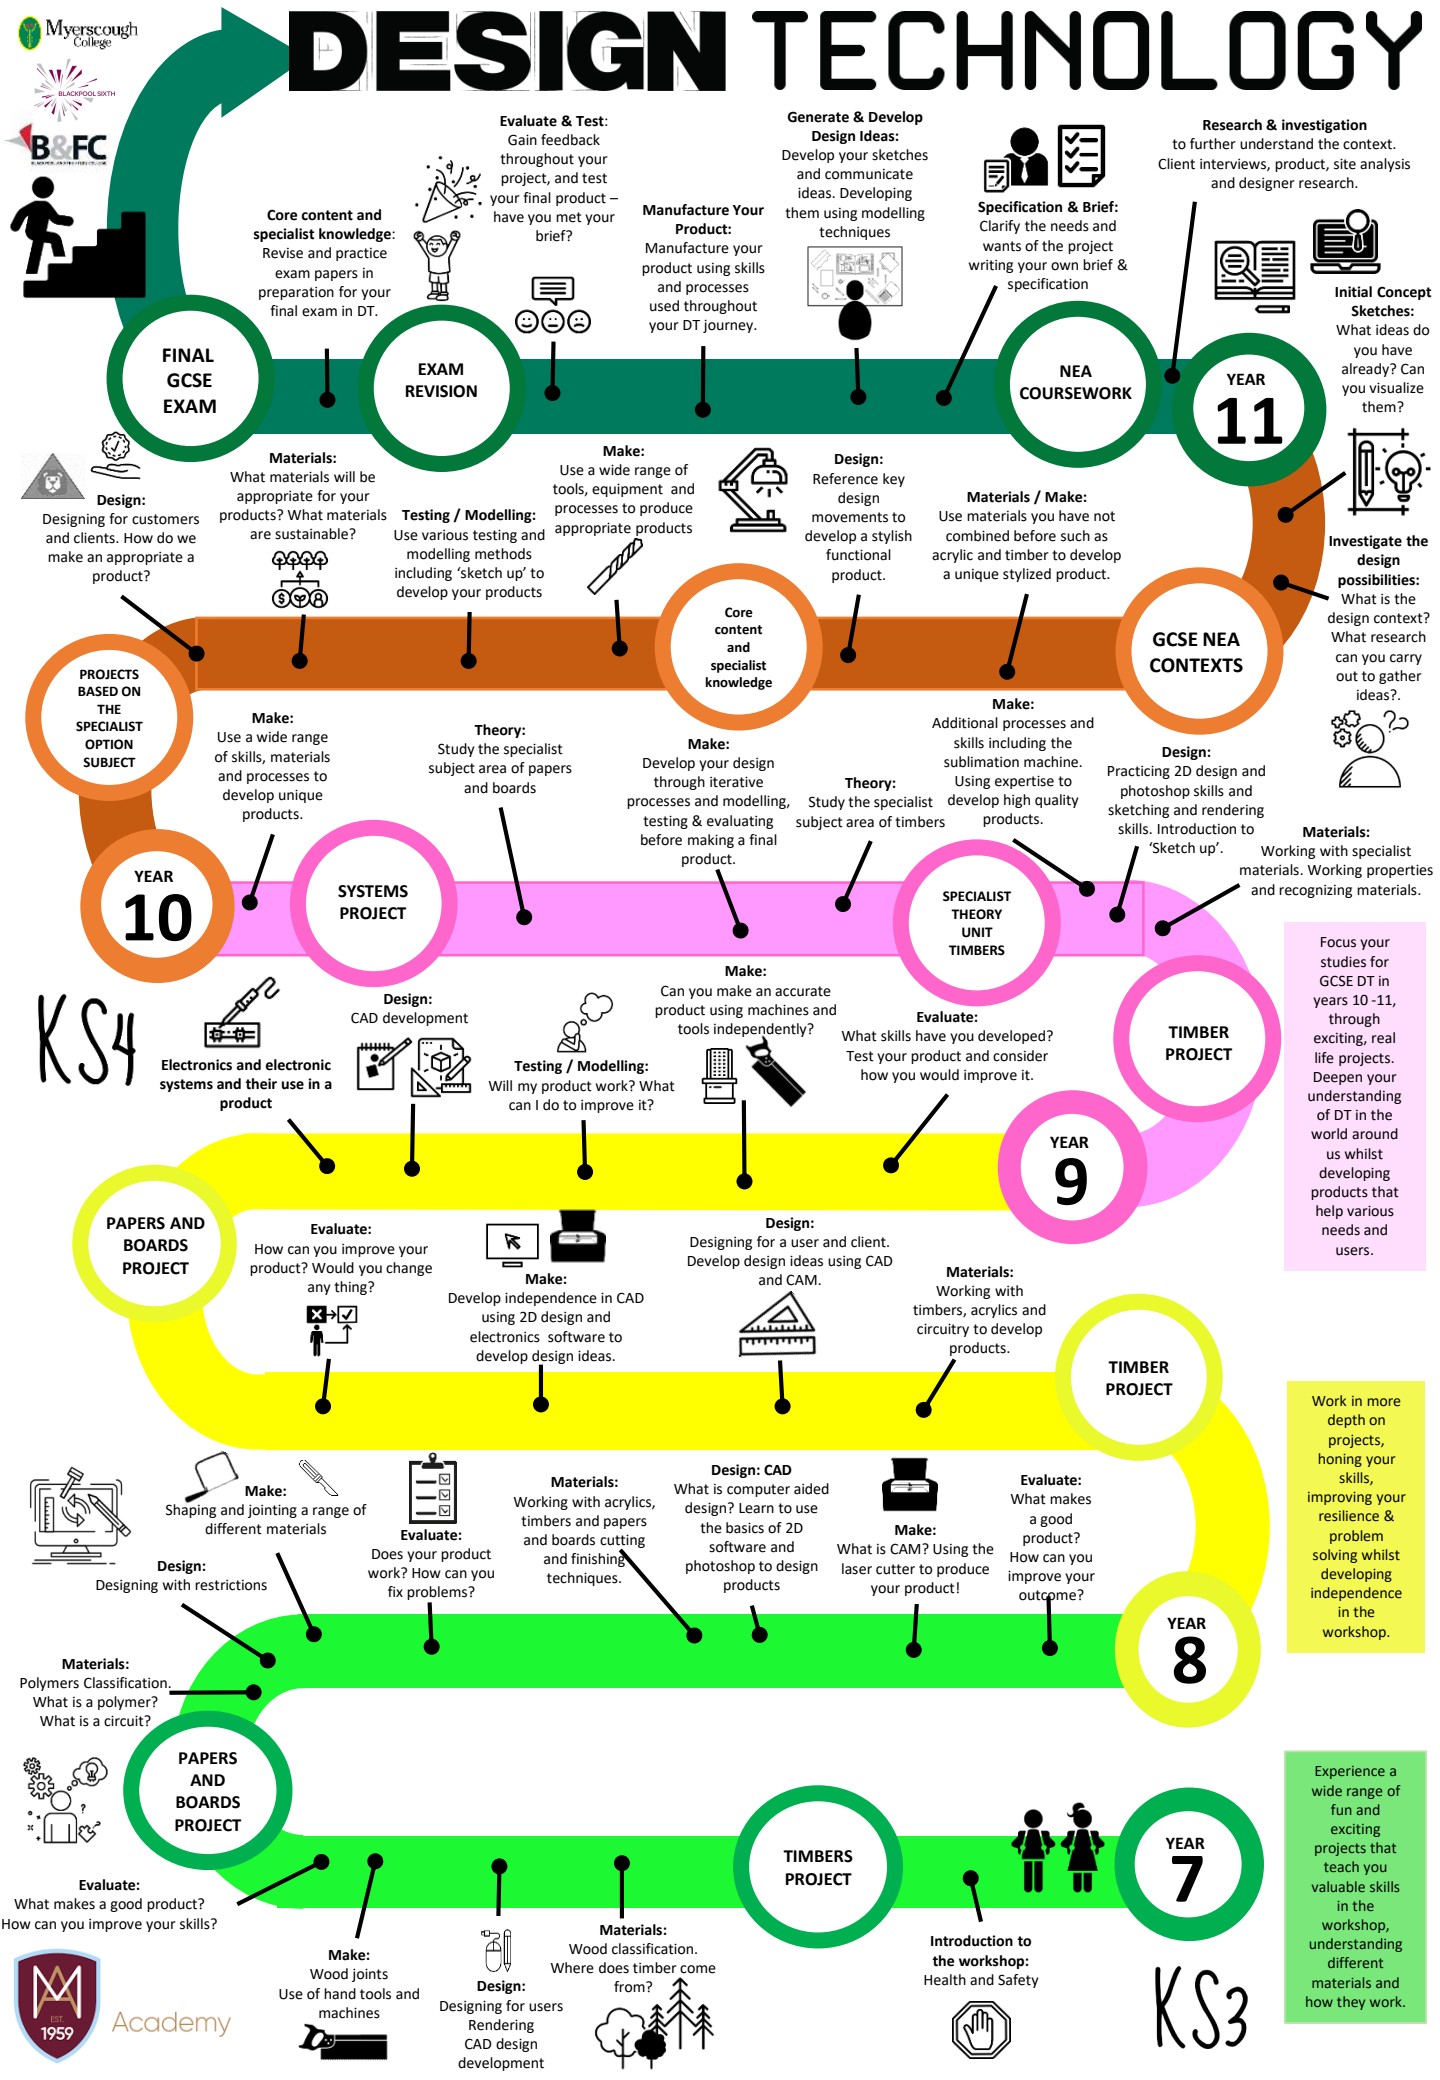 Myerscough
College
BLACKPOOL SIXTH
B&FC
DESIGN TECHNOLOGY
Evaluate & Test:
Gain feedback
throughout your
project, and test
your final product –
have you met your
brief?
Generate & Develop
Design Ideas:
Develop your sketches
and communicate
ideas. Developing
them using modelling
techniques
Research & investigation
to further understand the context.
Client interviews, product, site analysis
and designer research.
Core content and
specialist knowledge:
Revise and practice
exam papers in
preparation for your
final exam in DT.
Manufacture Your
Product:
Manufacture your
product using skills
and processes
used throughout
your DT journey.
Specification & Brief:
Clarify the needs and
wants of the project
writing your own brief &
specification
Initial Concept
Sketches:
What ideas do
you have
already? Can
you visualize
them?
FINAL
GCSE
EXAM
EXAM
REVISION
NEA
COURSEWORK
YEAR
11
Design:
Designing for customers
and clients. How do we
make an appropriate a
product?
Materials:
What materials will be
appropriate for your
products? What materials
are sustainable?
Testing / Modelling:
Use various testing and
modelling methods
including ‘sketch up’ to
develop your products
Make:
Use a wide range of
tools, equipment and
processes to produce
appropriate products
Design:
Reference key
design
movements to
develop a stylish
functional
product.
Materials / Make:
Use materials you have not
combined before such as
acrylic and timber to develop
a unique stylized product.
Investigate the
design
possibilities:
What is the
design context?
What research
can you carry
out to gather
ideas?.
PROJECTS
BASED ON
THE
SPECIALIST
OPTION
SUBJECT
Core
content
and
specialist
knowledge
GCSE NEA
CONTEXTS
Make:
Use a wide range
of skills, materials
and processes to
develop unique
products.
Theory:
Study the specialist
subject area of papers
and boards
Make:
Develop your design
through iterative
processes and modelling,
testing & evaluating
before making a final
product.
Theory:
Study the specialist
subject area of timbers
Make:
Additional processes and
skills including the
sublimation machine.
Using expertise to
develop high quality
products.
Design:
Practicing 2D design and
photoshop skills and
sketching and rendering
skills. Introduction to
‘Sketch up’.
Materials:
Working with specialist
materials. Working properties
and recognizing materials.
YEAR
10
SYSTEMS
PROJECT
SPECIALIST
THEORY
UNIT
TIMBERS
TIMBER
PROJECT
Focus your
studies for
GCSE DT in
years 10 -11,
through
exciting, real
life projects.
Deepen your
understanding
of DT in the
world around
us whilst
developing
products that
help various
needs and
users.
KS4
Electronics and electronic
systems and their use in a
product
Design:
CAD development
Testing / Modelling:
Will my product work? What
can I do to improve it?
Make:
Can you make an accurate
product using machines and
tools independently?
Evaluate:
What skills have you developed?
Test your product and consider
how you would improve it.
YEAR
9
PAPERS AND
BOARDS
PROJECT
Evaluate:
How can you improve your
product? Would you change
any thing?
Make:
Develop independence in CAD
using 2D design and
electronics software to
develop design ideas.
Design:
Designing for a user and client.
Develop design ideas using CAD
and CAM.
Materials:
Working with
timbers, acrylics and
circuitry to develop
products.
TIMBER
PROJECT
Work in more
depth on
projects,
honing your
skills,
improving your
resilience &
problem
solving whilst
developing
independence
in the
workshop.
Make:
Shaping and jointing a range of
different materials
Design:
Designing with restrictions
Evaluate:
Does your product
work? How can you
fix problems?
Materials:
Working with acrylics,
timbers and papers
and boards cutting
and finishing
techniques.
Design: CAD
What is computer aided
design? Learn to use
the basics of 2D
software and
photoshop to design
products
Make:
What is CAM? Using the
laser cutter to produce
your product!
Evaluate:
What makes
a good
product?
How can you
improve your
outcome?
YEAR
8
Materials:
Polymers Classification.
What is a polymer?
What is a circuit?
PAPERS
AND
BOARDS
PROJECT
TIMBERS
PROJECT
YEAR
7
Experience a
wide range of
fun and
exciting
projects that
teach you
valuable skills
in the
workshop,
understanding
different
materials and
how they work.
Evaluate:
What makes a good product?
How can you improve your skills?
Make:
Wood joints
Use of hand tools and
machines
Design:
Designing for users
Rendering
CAD design
development
Materials:
Wood classification.
Where does timber come
from?
Introduction to
the workshop:
Health and Safety
KS3
MA
EST.
1959
Academy